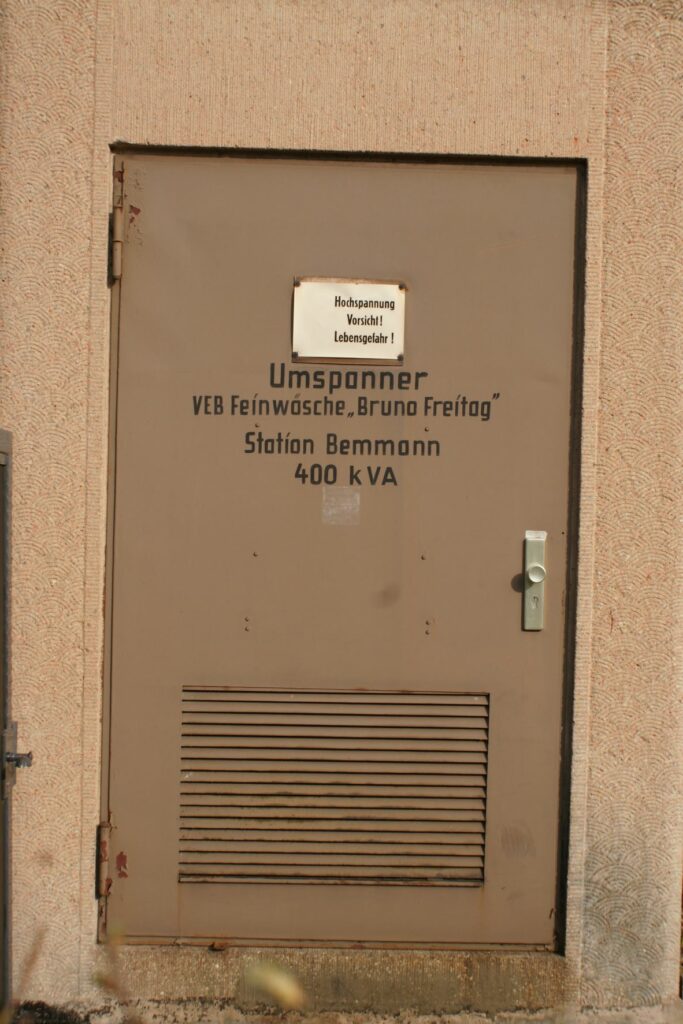 Hochspannung
Vorsicht!
Lebensgefahr!
Umspanner
VEB Feinwäsche „Bruno Freitag"
Station Bemmann
400 kVA